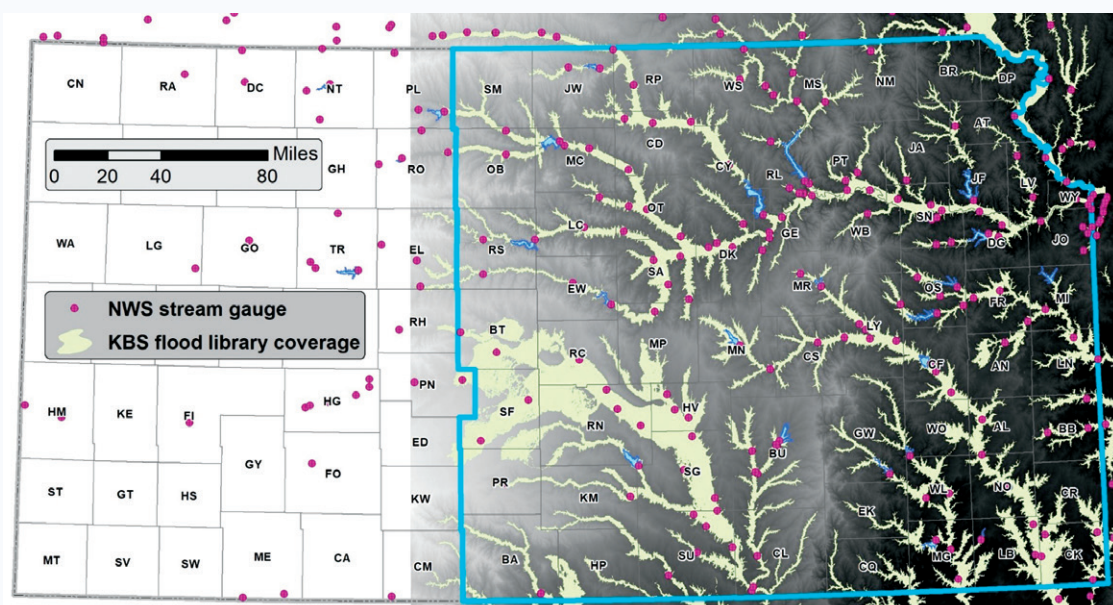 CN RA DC NT PL SM JW RP WS MS NM BR DP
Miles
0 20 40 80
GH RO OB MC CD CY RL PT JA AT JF LV WY
WA LG GO TR EL RS LC OT SA DK GE WB SN DG JO
NWS stream gauge
KBS flood library coverage
RH EW MR OS FR MI
BT RC MP MN CS LY CF AN LN
HM KE FI HG PN SF RN HV GW WO AL BB
ED BU
GY FO SG
ST GT HS KW PR KM EK WL NO CR
MT SV SW ME CA CM BA HP SU CL CQ MG LB CK